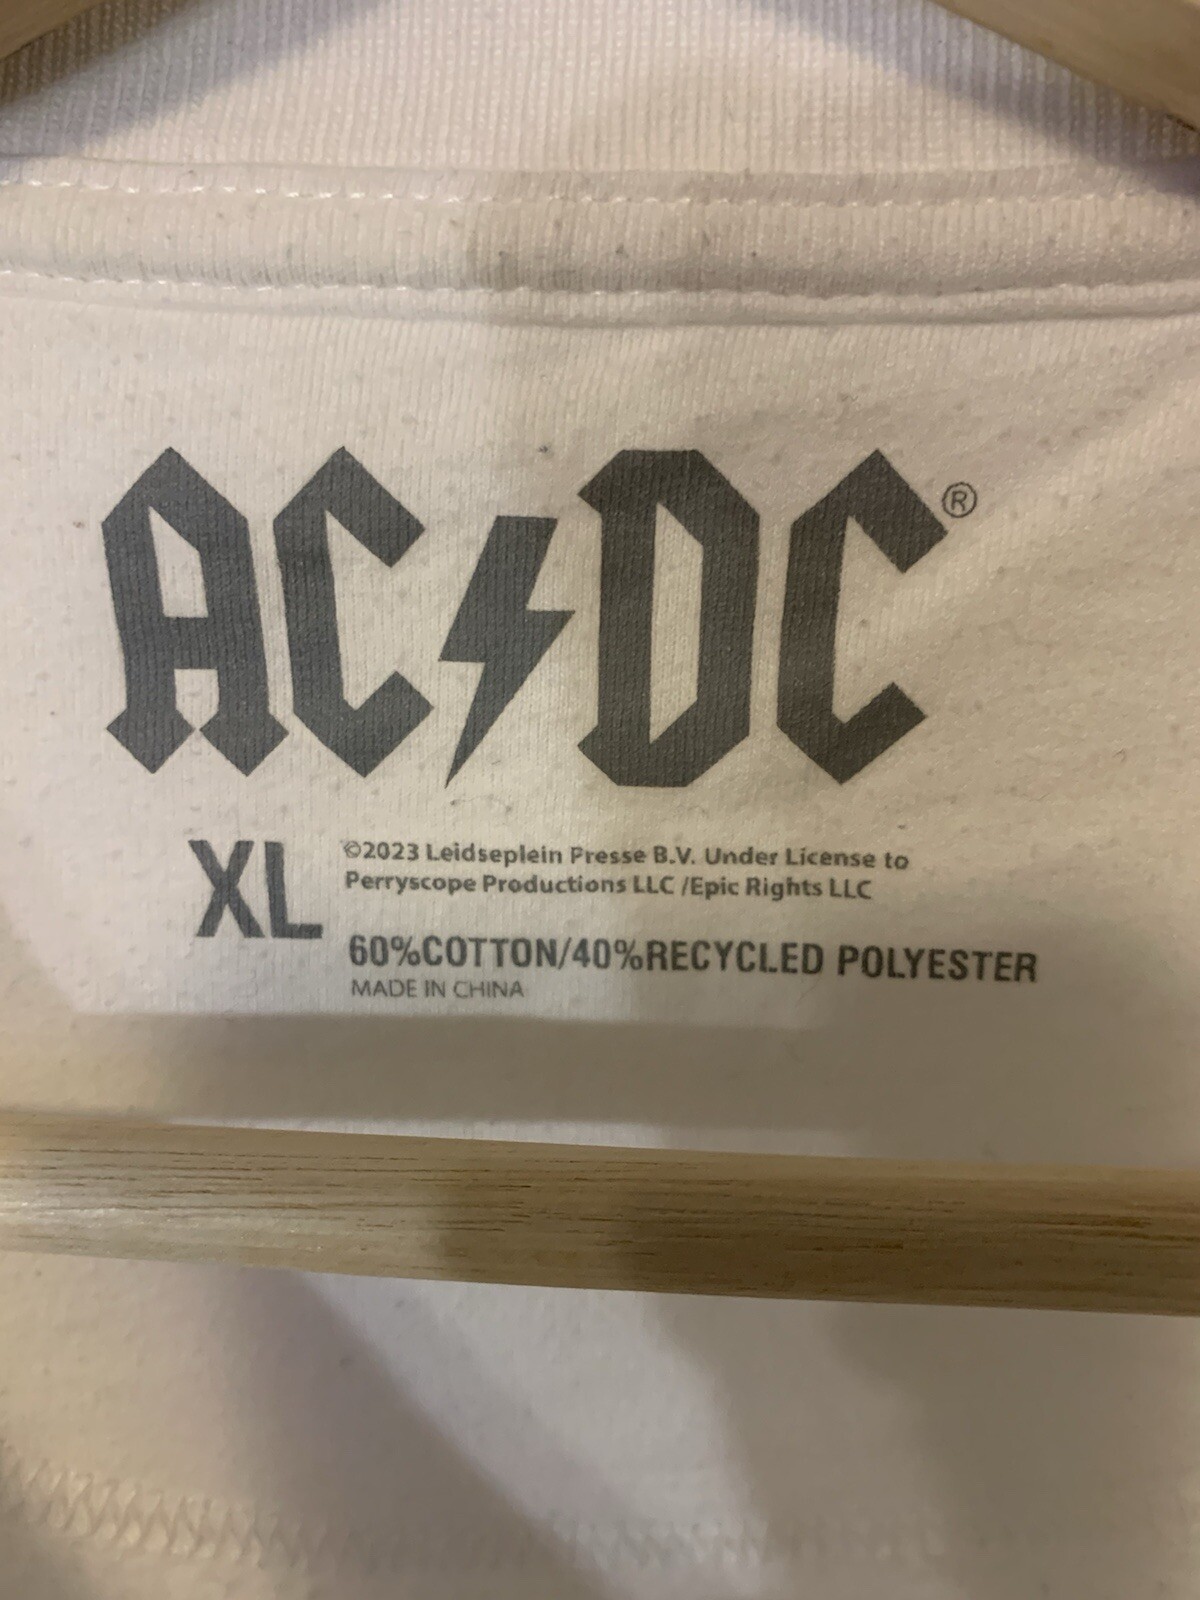 AC⚡DC®
XL
©2023 Leidseplein Presse B.V. Under License to
Perryscope Productions LLC /Epic Rights LLC
60%COTTON/40%RECYCLED POLYESTER
MADE IN CHINA